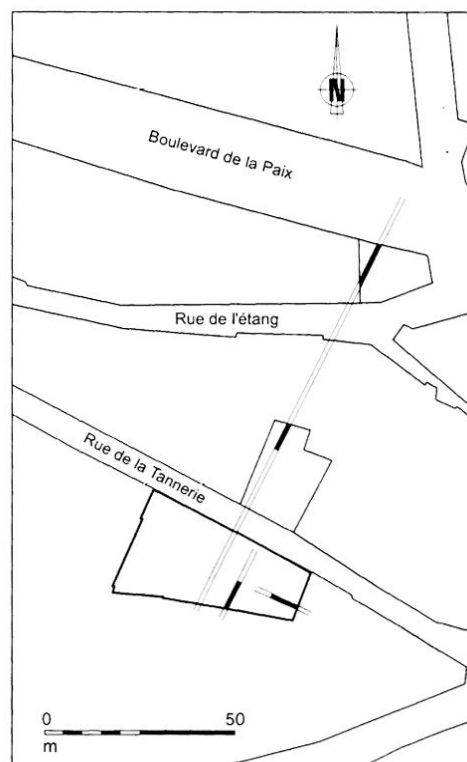 N
Boulevard de la Paix
Rue de l'étang
Rue de la Tannerie
0 50
m